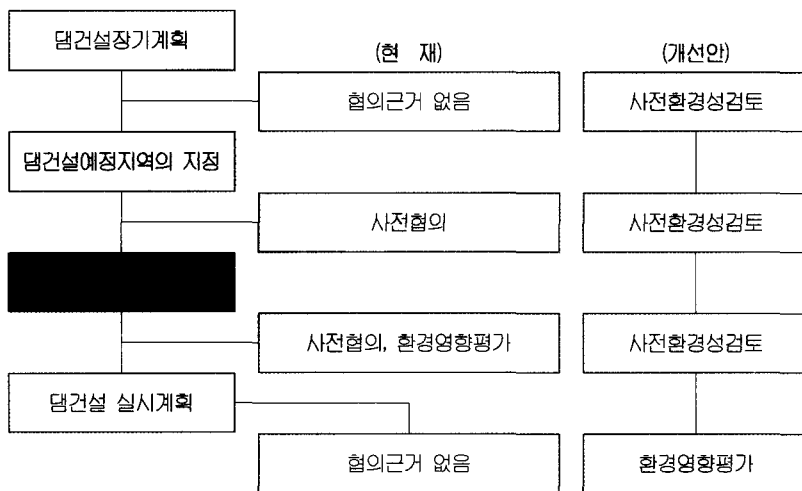 댐건설장기계획
(현 재)
(개선안)
협의근거 없음
사전환경성검토
댐건설예정지역의 지정
사전협의
사전환경성검토
사전협의, 환경영향평가
사전환경성검토
댐건설 실시계획
협의근거 없음
환경영향평가